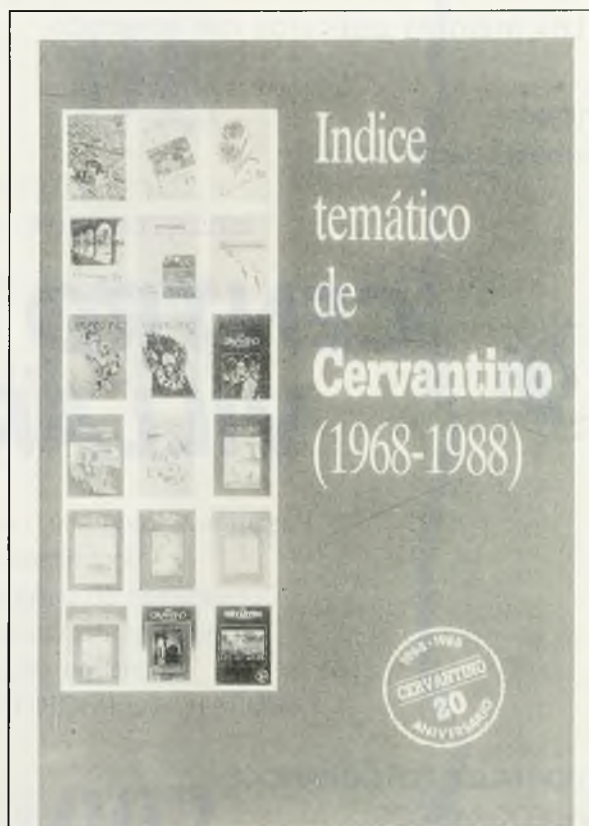 Indice
temático
de
Cervantino
(1968-1988)
1968-1988
CERVANTINO
20
ANIVERSARIO